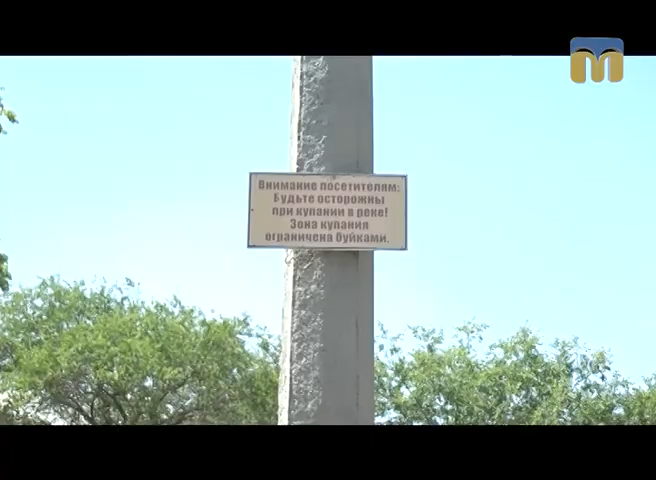 Внимание посетителям:
Будьте осторожны
при купании в реке!
Зона купания
ограничена буйками.